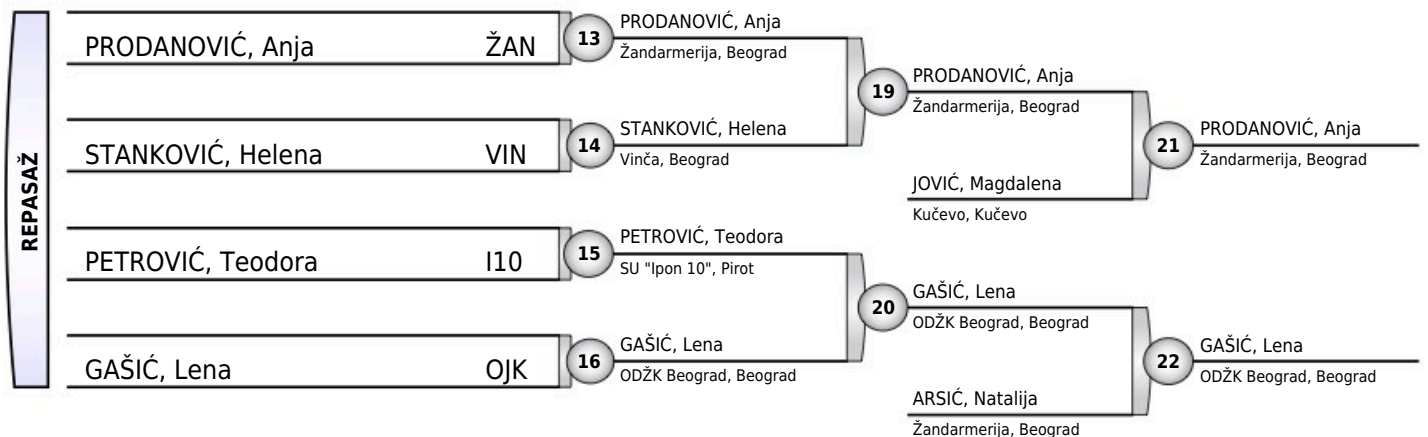 REPASAŽ
PRODANOVIĆ, Anja ŽAN
STANKOVIĆ, Helena VIN
PETROVIĆ, Teodora I10
GAŠIĆ, Lena OJK
13
PRODANOVIĆ, Anja
Žandarmerija, Beograd
14
STANKOVIĆ, Helena
Vinča, Beograd
15
PETROVIĆ, Teodora
SU "Ipon 10", Pirot
16
GAŠIĆ, Lena
ODŽK Beograd, Beograd
19
PRODANOVIĆ, Anja
Žandarmerija, Beograd
JOVIĆ, Magdalena
Kučevo, Kučevo
20
GAŠIĆ, Lena
ODŽK Beograd, Beograd
ARSIĆ, Natalija
Žandarmerija, Beograd
21
PRODANOVIĆ, Anja
Žandarmerija, Beograd
22
GAŠIĆ, Lena
ODŽK Beograd, Beograd